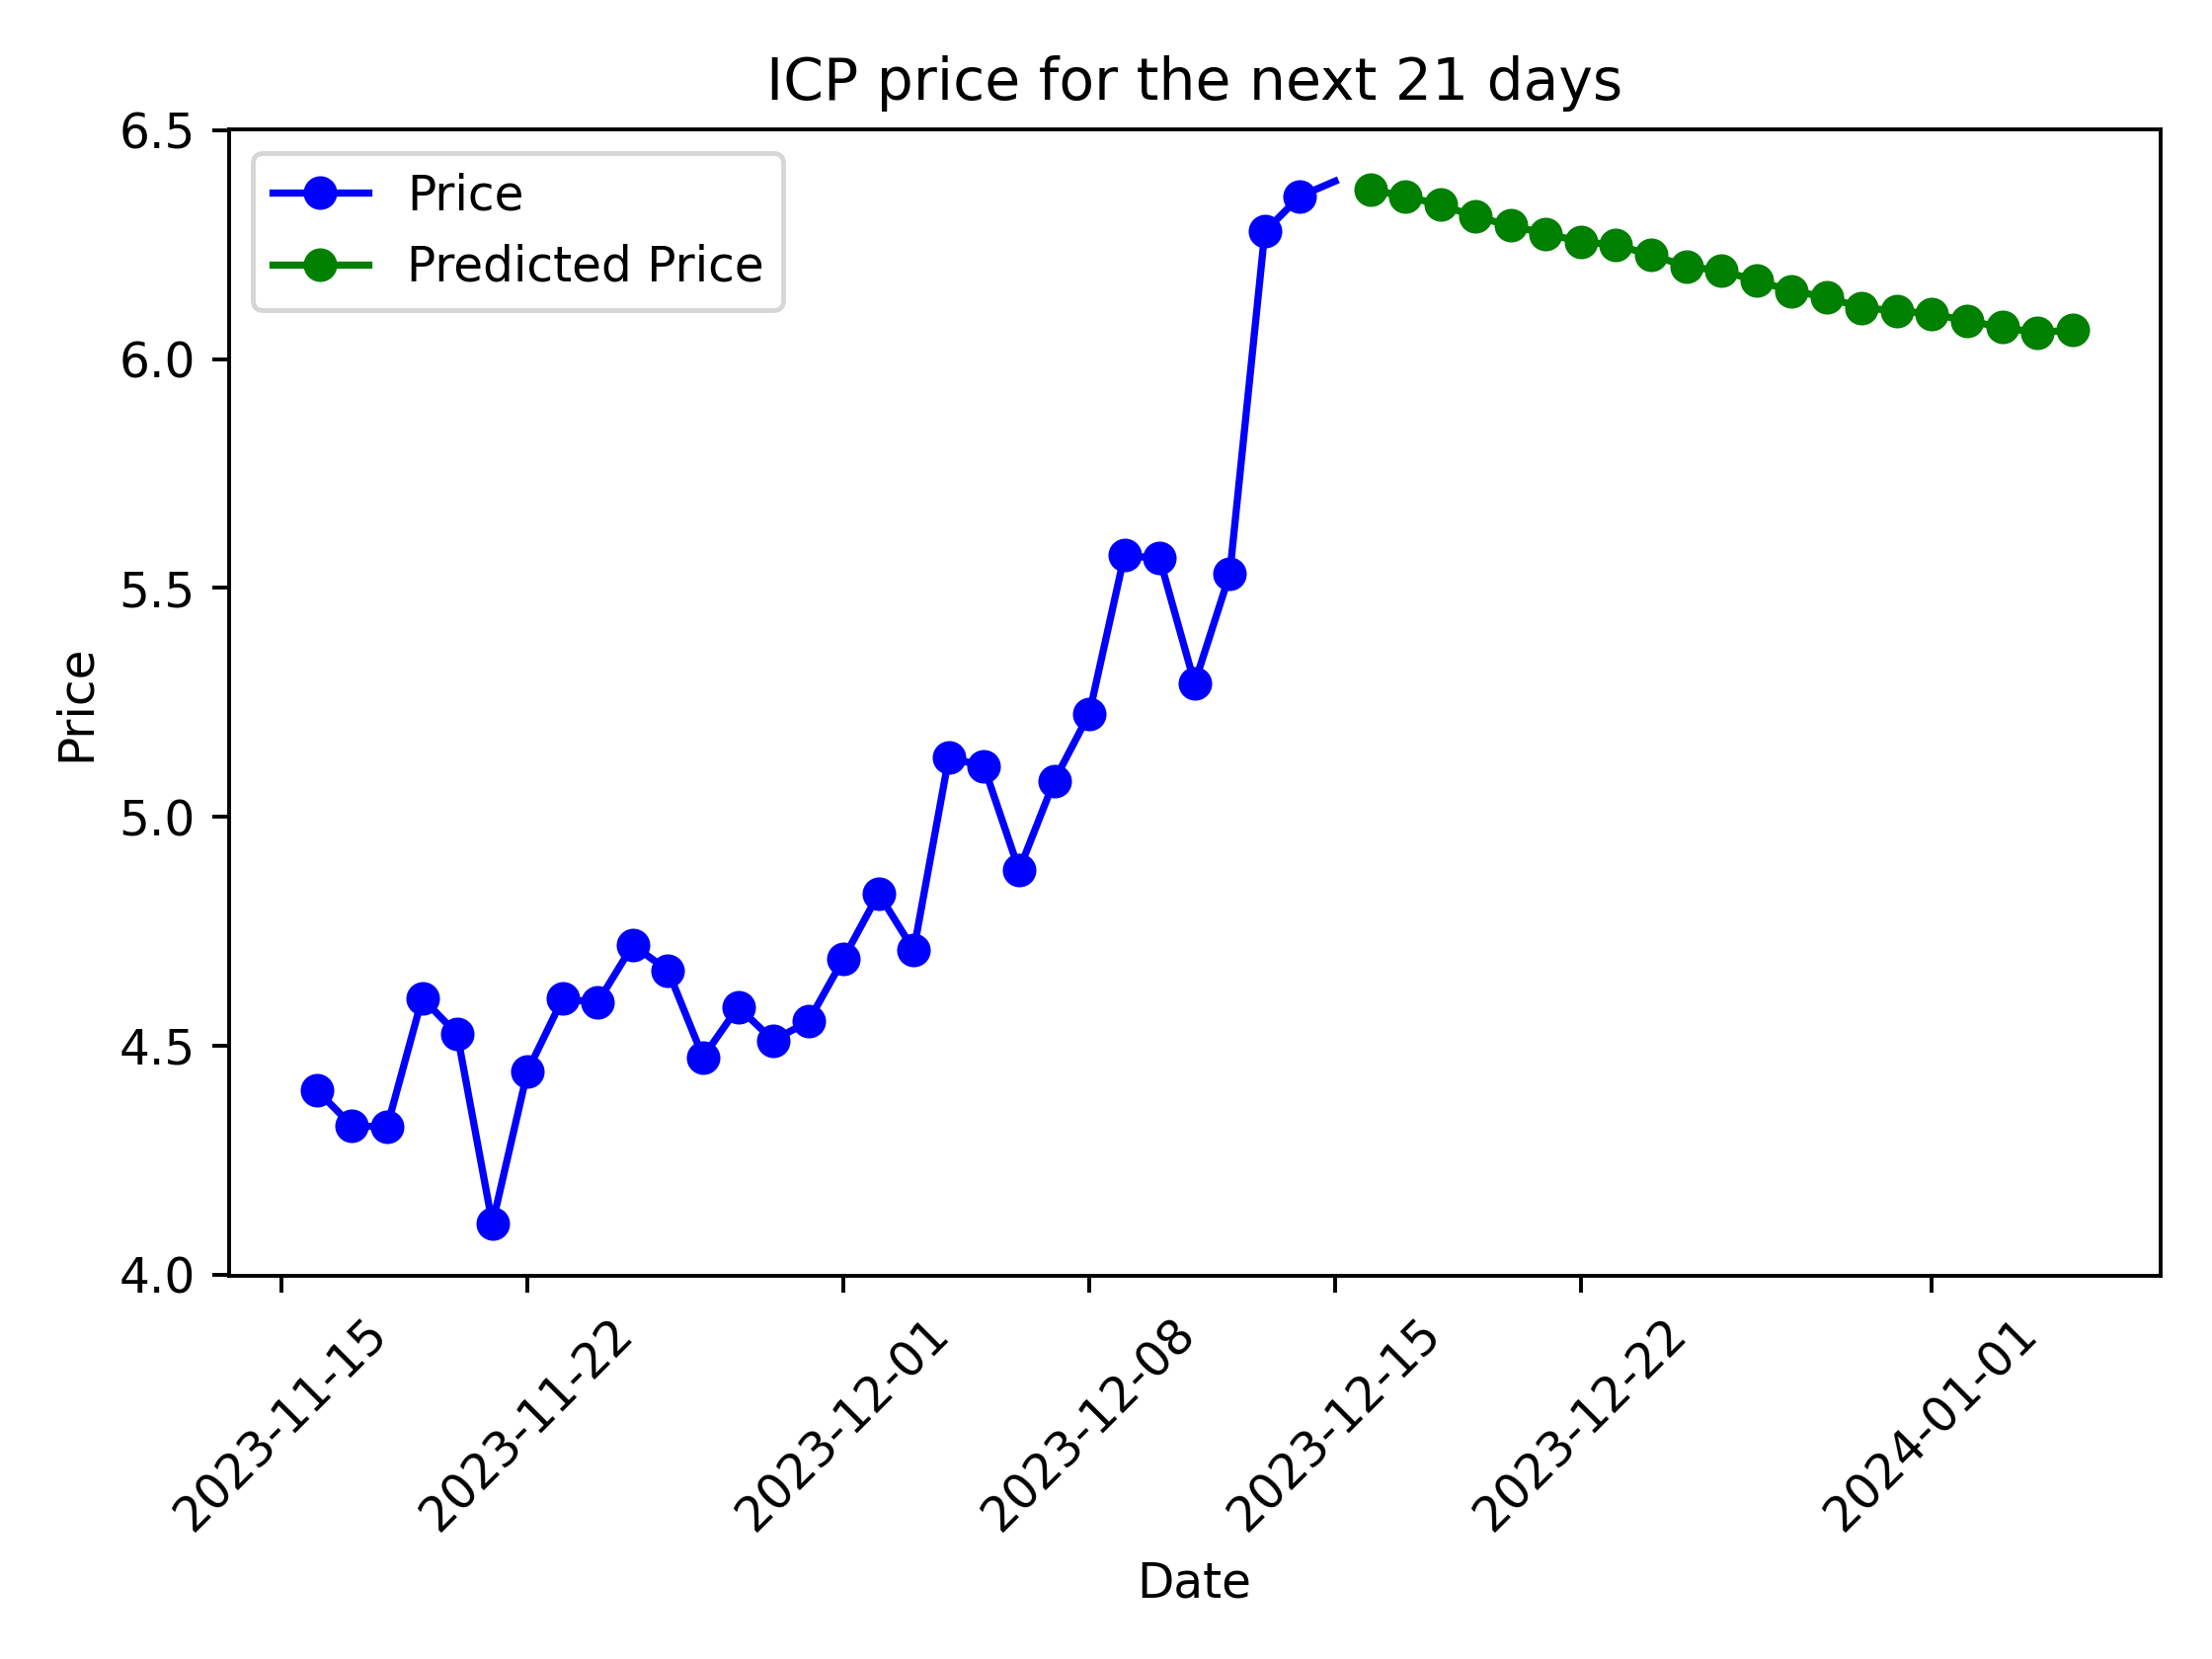 ICP price for the next 21 days
Price
Predicted Price
6.5
6.0
5.5
5.0
4.5
4.0
Price
2023-11-15
2023-11-22
2023-12-01
2023-12-08
2023-12-15
2023-12-22
2024-01-01
Date